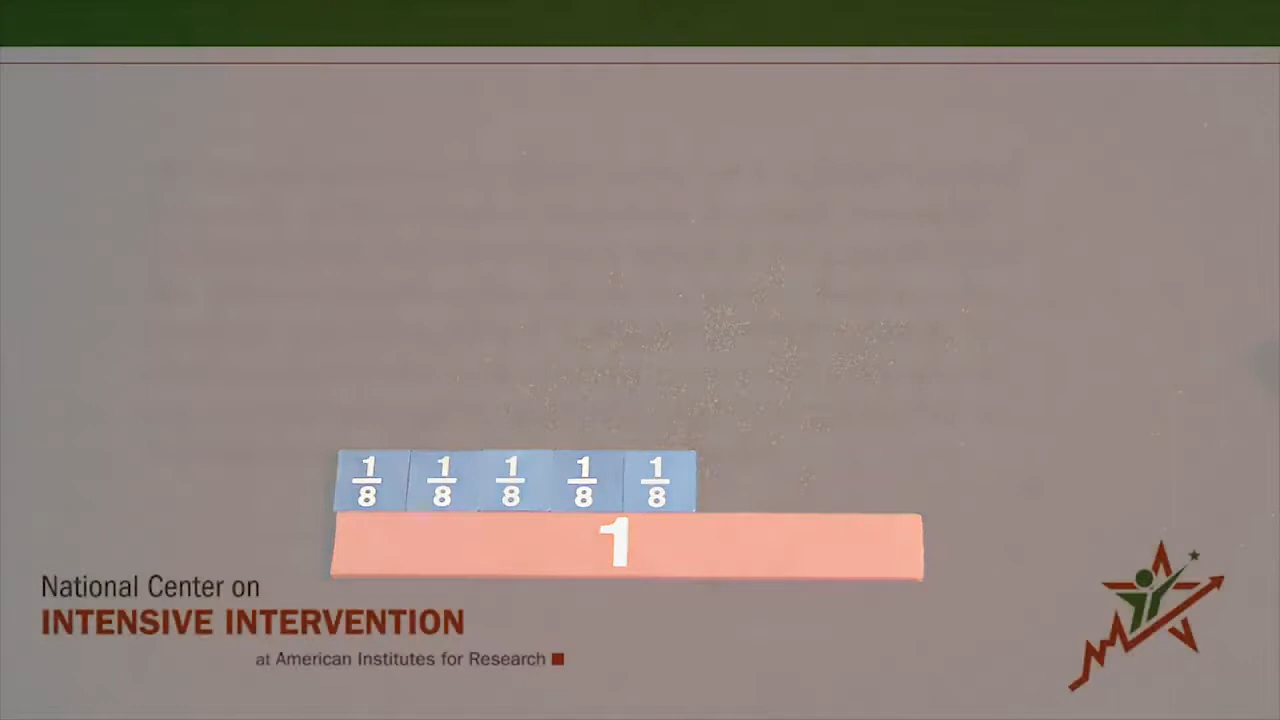 1/8 1/8 1/8 1/8 1/8
1
National Center on
INTENSIVE INTERVENTION
at American Institutes for Research